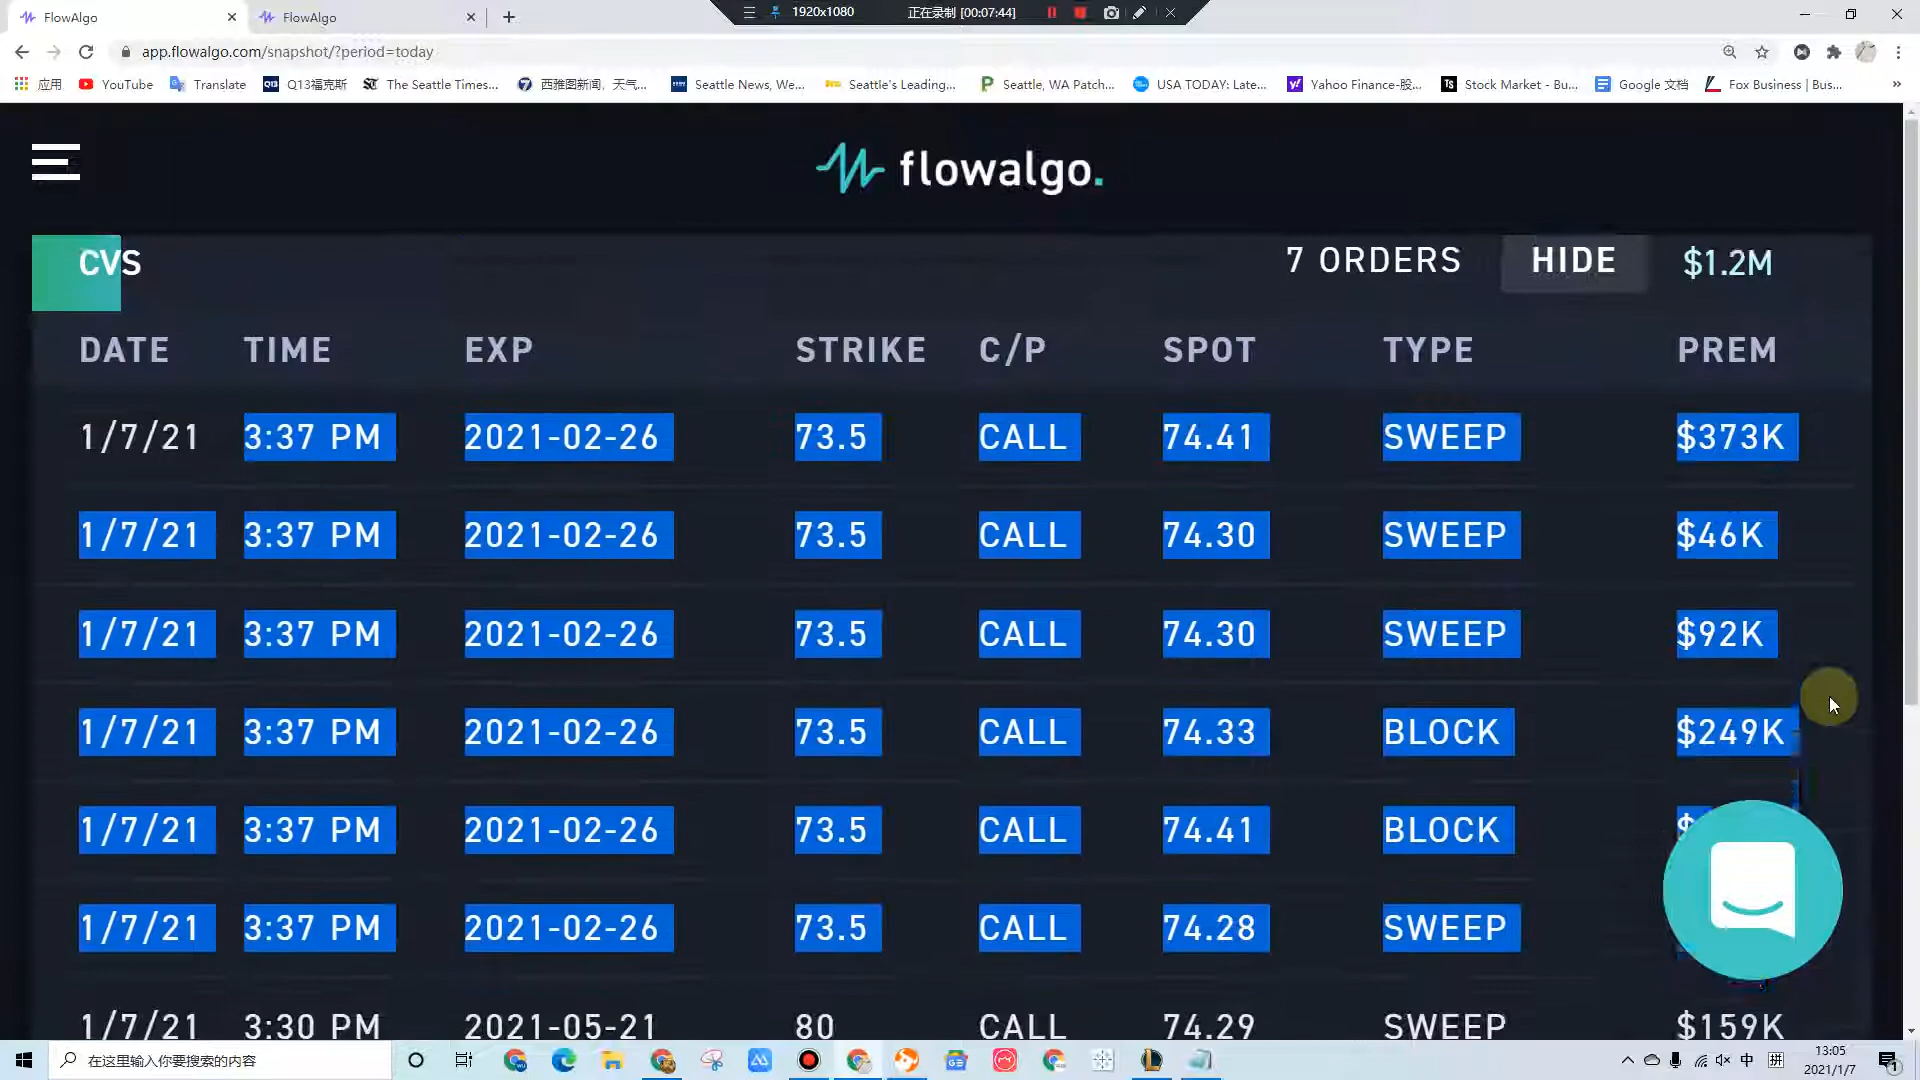 FlowAlgo
FlowAlgo
1920x1080
正在录制 [00:07:44]
app.flowalgo.com/snapshot/?period=today
应用
YouTube
Translate
Q13福克斯
The Seattle Times...
西雅图新闻，天气...
Seattle News, We...
Seattle's Leading...
Seattle, WA Patch...
USA TODAY: Late...
Yahoo Finance-股...
Stock Market - Bu...
Google 文档
Fox Business | Bus...
flowalgo.
CVS 7 ORDERS HIDE $1.2M
DATE TIME EXP STRIKE C/P SPOT TYPE PREM
1/7/21 3:37 PM 2021-02-26 73.5 CALL 74.41 SWEEP $373K
1/7/21 3:37 PM 2021-02-26 73.5 CALL 74.30 SWEEP $46K
1/7/21 3:37 PM 2021-02-26 73.5 CALL 74.30 SWEEP $92K
1/7/21 3:37 PM 2021-02-26 73.5 CALL 74.33 BLOCK $249K
1/7/21 3:37 PM 2021-02-26 73.5 CALL 74.41 BLOCK $
1/7/21 3:37 PM 2021-02-26 73.5 CALL 74.28 SWEEP
1/7/21 3:30 PM 2021-05-21 80 CALL 74.29 SWEEP $159K
在这里输入你要搜索的内容
中
拼
13:05
2021/1/7